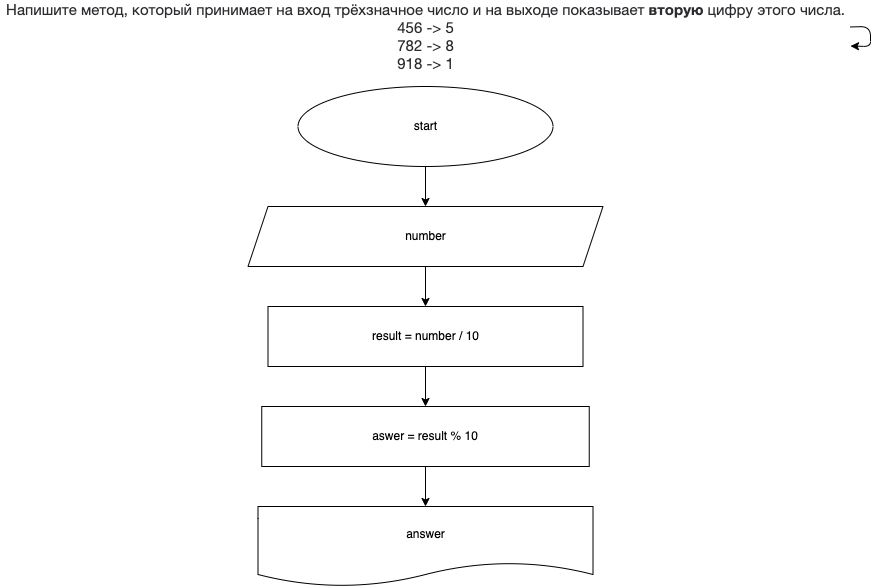 Напишите метод, который принимает на вход трёхзначное число и на выходе показывает вторую цифру этого числа.
456 -> 5
782 -> 8
918 -> 1
start
number
result = number / 10
aswer = result % 10
answer